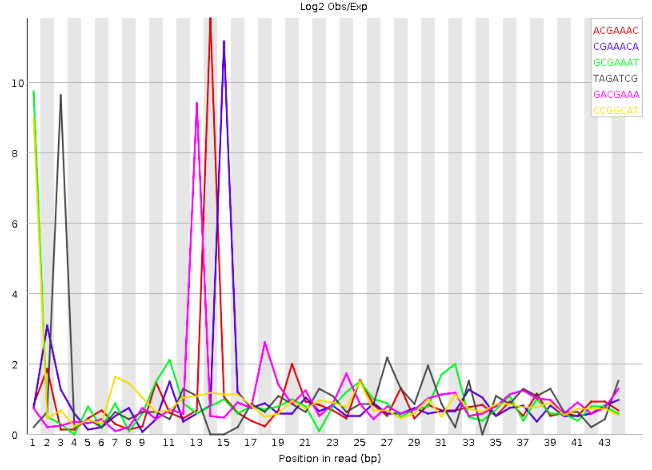 Log2 Obs/Exp
ACGAAAC
CGAAACA
GCGAAAT
TAGATCG
GACGAAA
CCGGCAT
10
8
6
4
2
0
1 2 3 4 5 6 7 8 9 11 13 15 17 19 21 23 25 27 29 31 33 35 37 39 41 43
Position in read (bp)